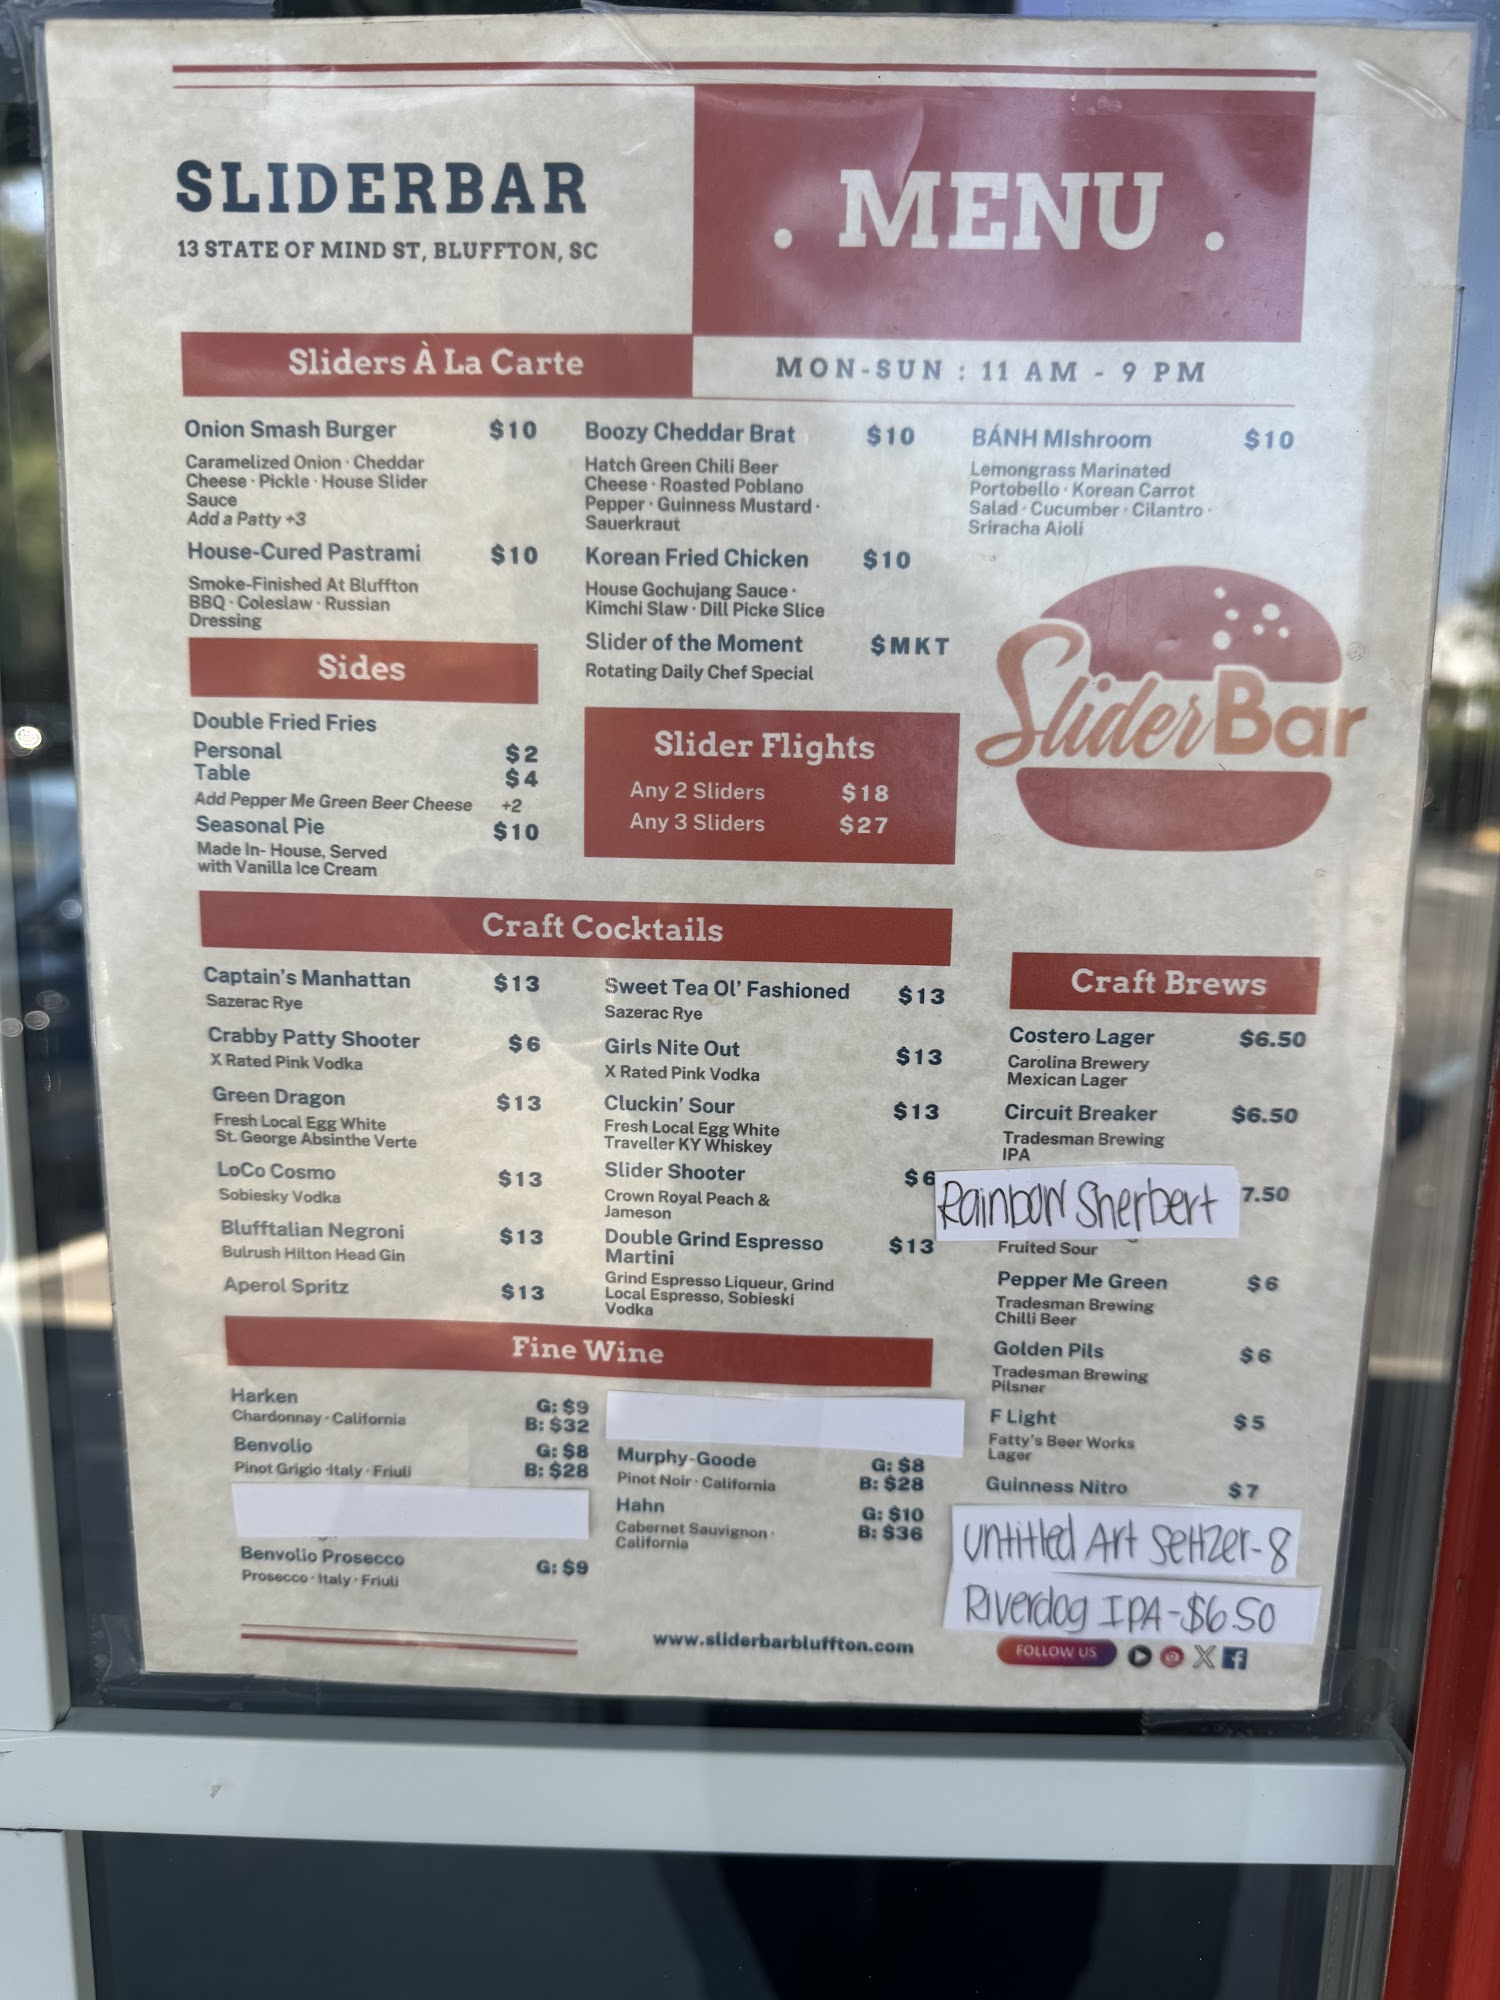 SLIDERBAR
13 STATE OF MIND ST, BLUFFTON, SC
. MENU .
MON-SUN : 11 AM - 9 PM
Sliders À La Carte
Onion Smash Burger $10
Caramelized Onion · Cheddar
Cheese · Pickle · House Slider
Sauce
Add a Patty +3
House-Cured Pastrami $10
Smoke-Finished At Bluffton
BBQ · Coleslaw · Russian
Dressing
Boozy Cheddar Brat $10
Hatch Green Chili Beer
Cheese · Roasted Poblano
Pepper · Guinness Mustard ·
Sauerkraut
Korean Fried Chicken $10
House Gochujang Sauce ·
Kimchi Slaw · Dill Picke Slice
Slider of the Moment $MKT
Rotating Daily Chef Special
BÁNH MIshroom $10
Lemongrass Marinated
Portobello · Korean Carrot
Salad · Cucumber · Cilantro ·
Sriracha Aioli
SliderBar
Sides
Double Fried Fries
Personal $2
Table $4
Add Pepper Me Green Beer Cheese +2
Seasonal Pie $10
Made In- House, Served
with Vanilla Ice Cream
Slider Flights
Any 2 Sliders $18
Any 3 Sliders $27
Craft Cocktails
Captain's Manhattan $13
Sazerac Rye
Crabby Patty Shooter $6
X Rated Pink Vodka
Green Dragon $13
Fresh Local Egg White
St. George Absinthe Verte
LoCo Cosmo $13
Sobiesky Vodka
Blufftalian Negroni $13
Bulrush Hilton Head Gin
Aperol Spritz $13
Sweet Tea Ol' Fashioned $13
Sazerac Rye
Girls Nite Out $13
X Rated Pink Vodka
Cluckin' Sour $13
Fresh Local Egg White
Traveller KY Whiskey
Slider Shooter $6
Crown Royal Peach &
Jameson
Double Grind Espresso $13
Martini
Grind Espresso Liqueur, Grind
Local Espresso, Sobieski
Vodka
Craft Brews
Costero Lager $6.50
Carolina Brewery
Mexican Lager
Circuit Breaker $6.50
Tradesman Brewing
IPA
Rainbow Sherbert 7.50
Fruited Sour
Pepper Me Green $6
Tradesman Brewing
Chilli Beer
Golden Pils $6
Tradesman Brewing
Pilsner
F Light $5
Fatty's Beer Works
Lager
Guinness Nitro $7
Untitled Art Seltzer-8
Riverdog IPA-$6.50
Fine Wine
Harken G: $9
Chardonnay · California B: $32
Benvolio G: $8
Pinot Grigio ·Italy · Friuli B: $28
Benvolio Prosecco G: $9
Prosecco · Italy · Friuli
Murphy-Goode G: $8
Pinot Noir · California B: $28
Hahn G: $10
Cabernet Sauvignon · B: $36
California
www.sliderbarbluffton.com
FOLLOW US